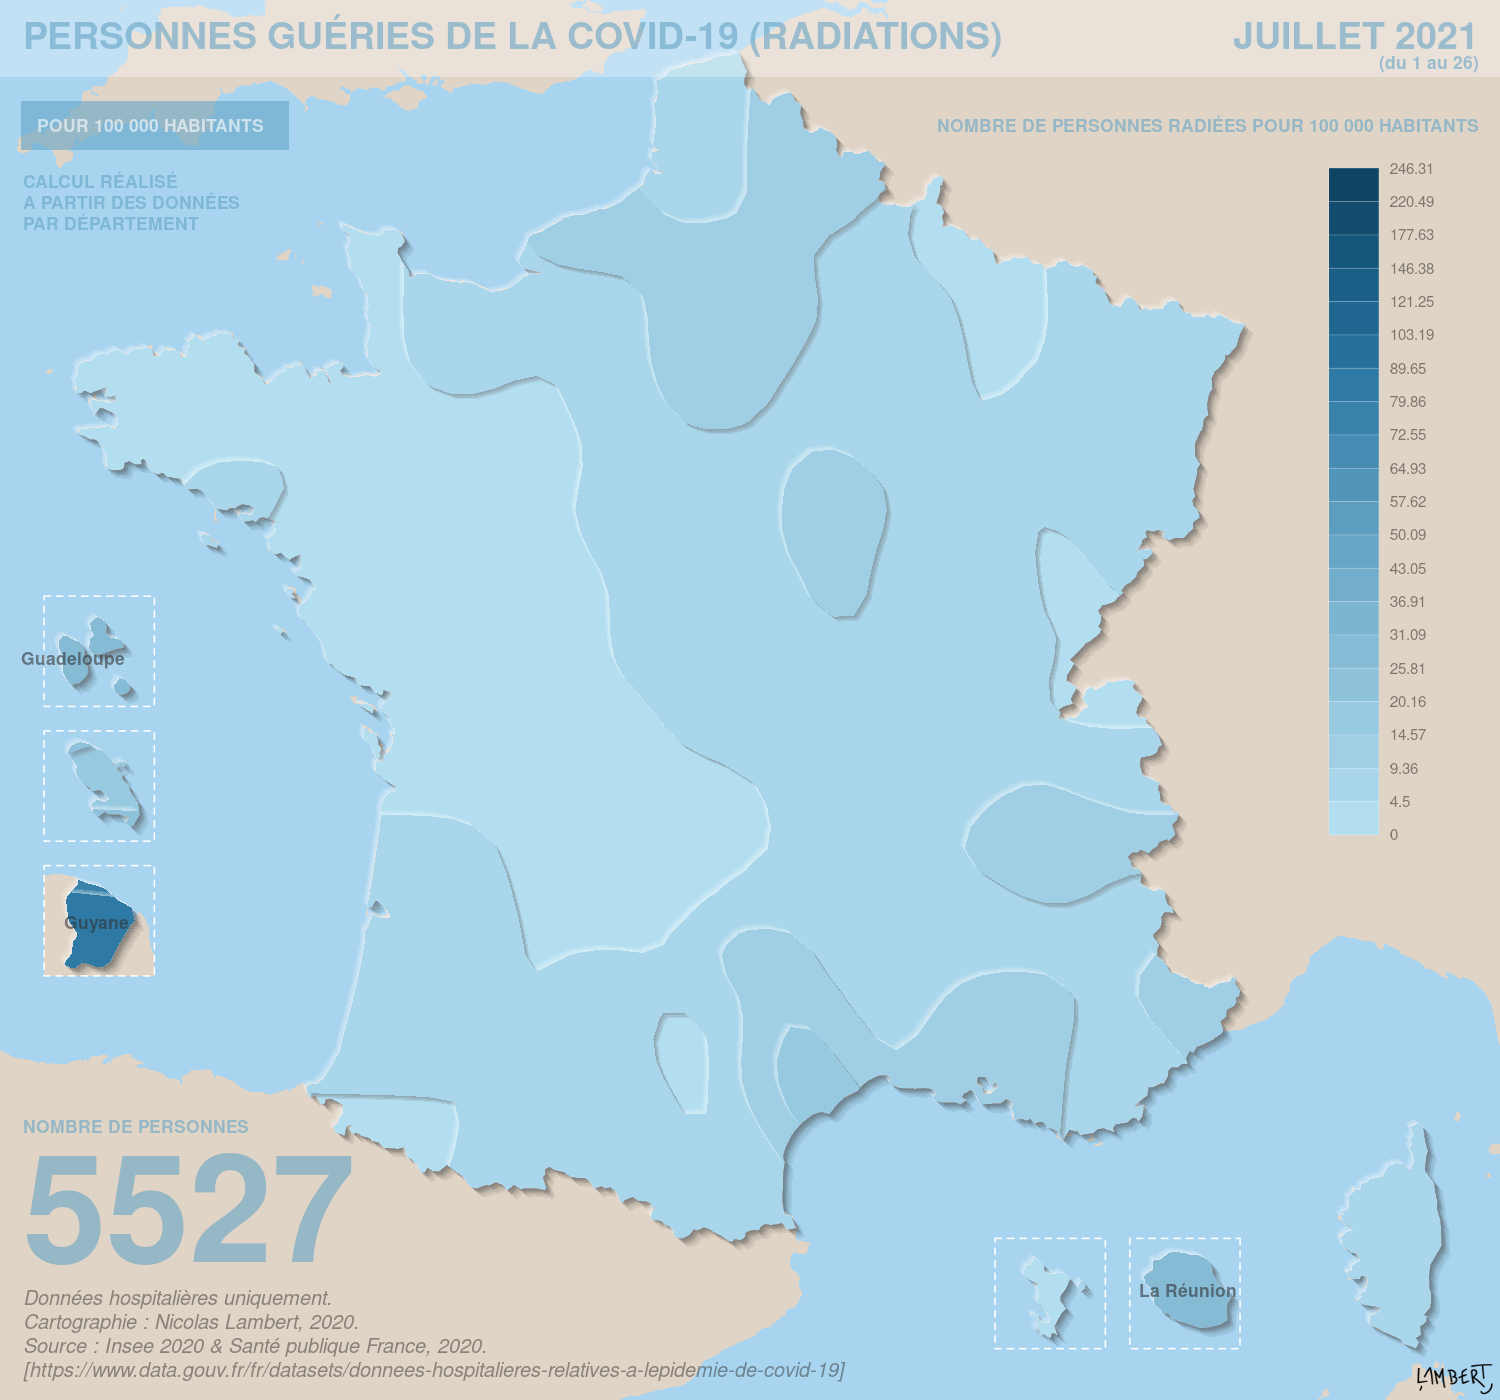 PERSONNES GUÉRIES DE LA COVID-19 (RADIATIONS)
JUILLET 2021
(du 1 au 26)
POUR 100 000 HABITANTS
CALCUL RÉALISÉ
A PARTIR DES DONNÉES
PAR DÉPARTEMENT
NOMBRE DE PERSONNES RADIÉES POUR 100 000 HABITANTS
246.31
220.49
177.63
146.38
121.25
103.19
89.65
79.86
72.55
64.93
57.62
50.09
43.05
36.91
31.09
25.81
20.16
14.57
9.36
4.5
0
Guadeloupe
Guyane
La Réunion
NOMBRE DE PERSONNES
5527
Données hospitalières uniquement.
Cartographie : Nicolas Lambert, 2020.
Source : Insee 2020 & Santé publique France, 2020.
[https://www.data.gouv.fr/fr/datasets/donnees-hospitalieres-relatives-a-lepidemie-de-covid-19]
LAMBERT